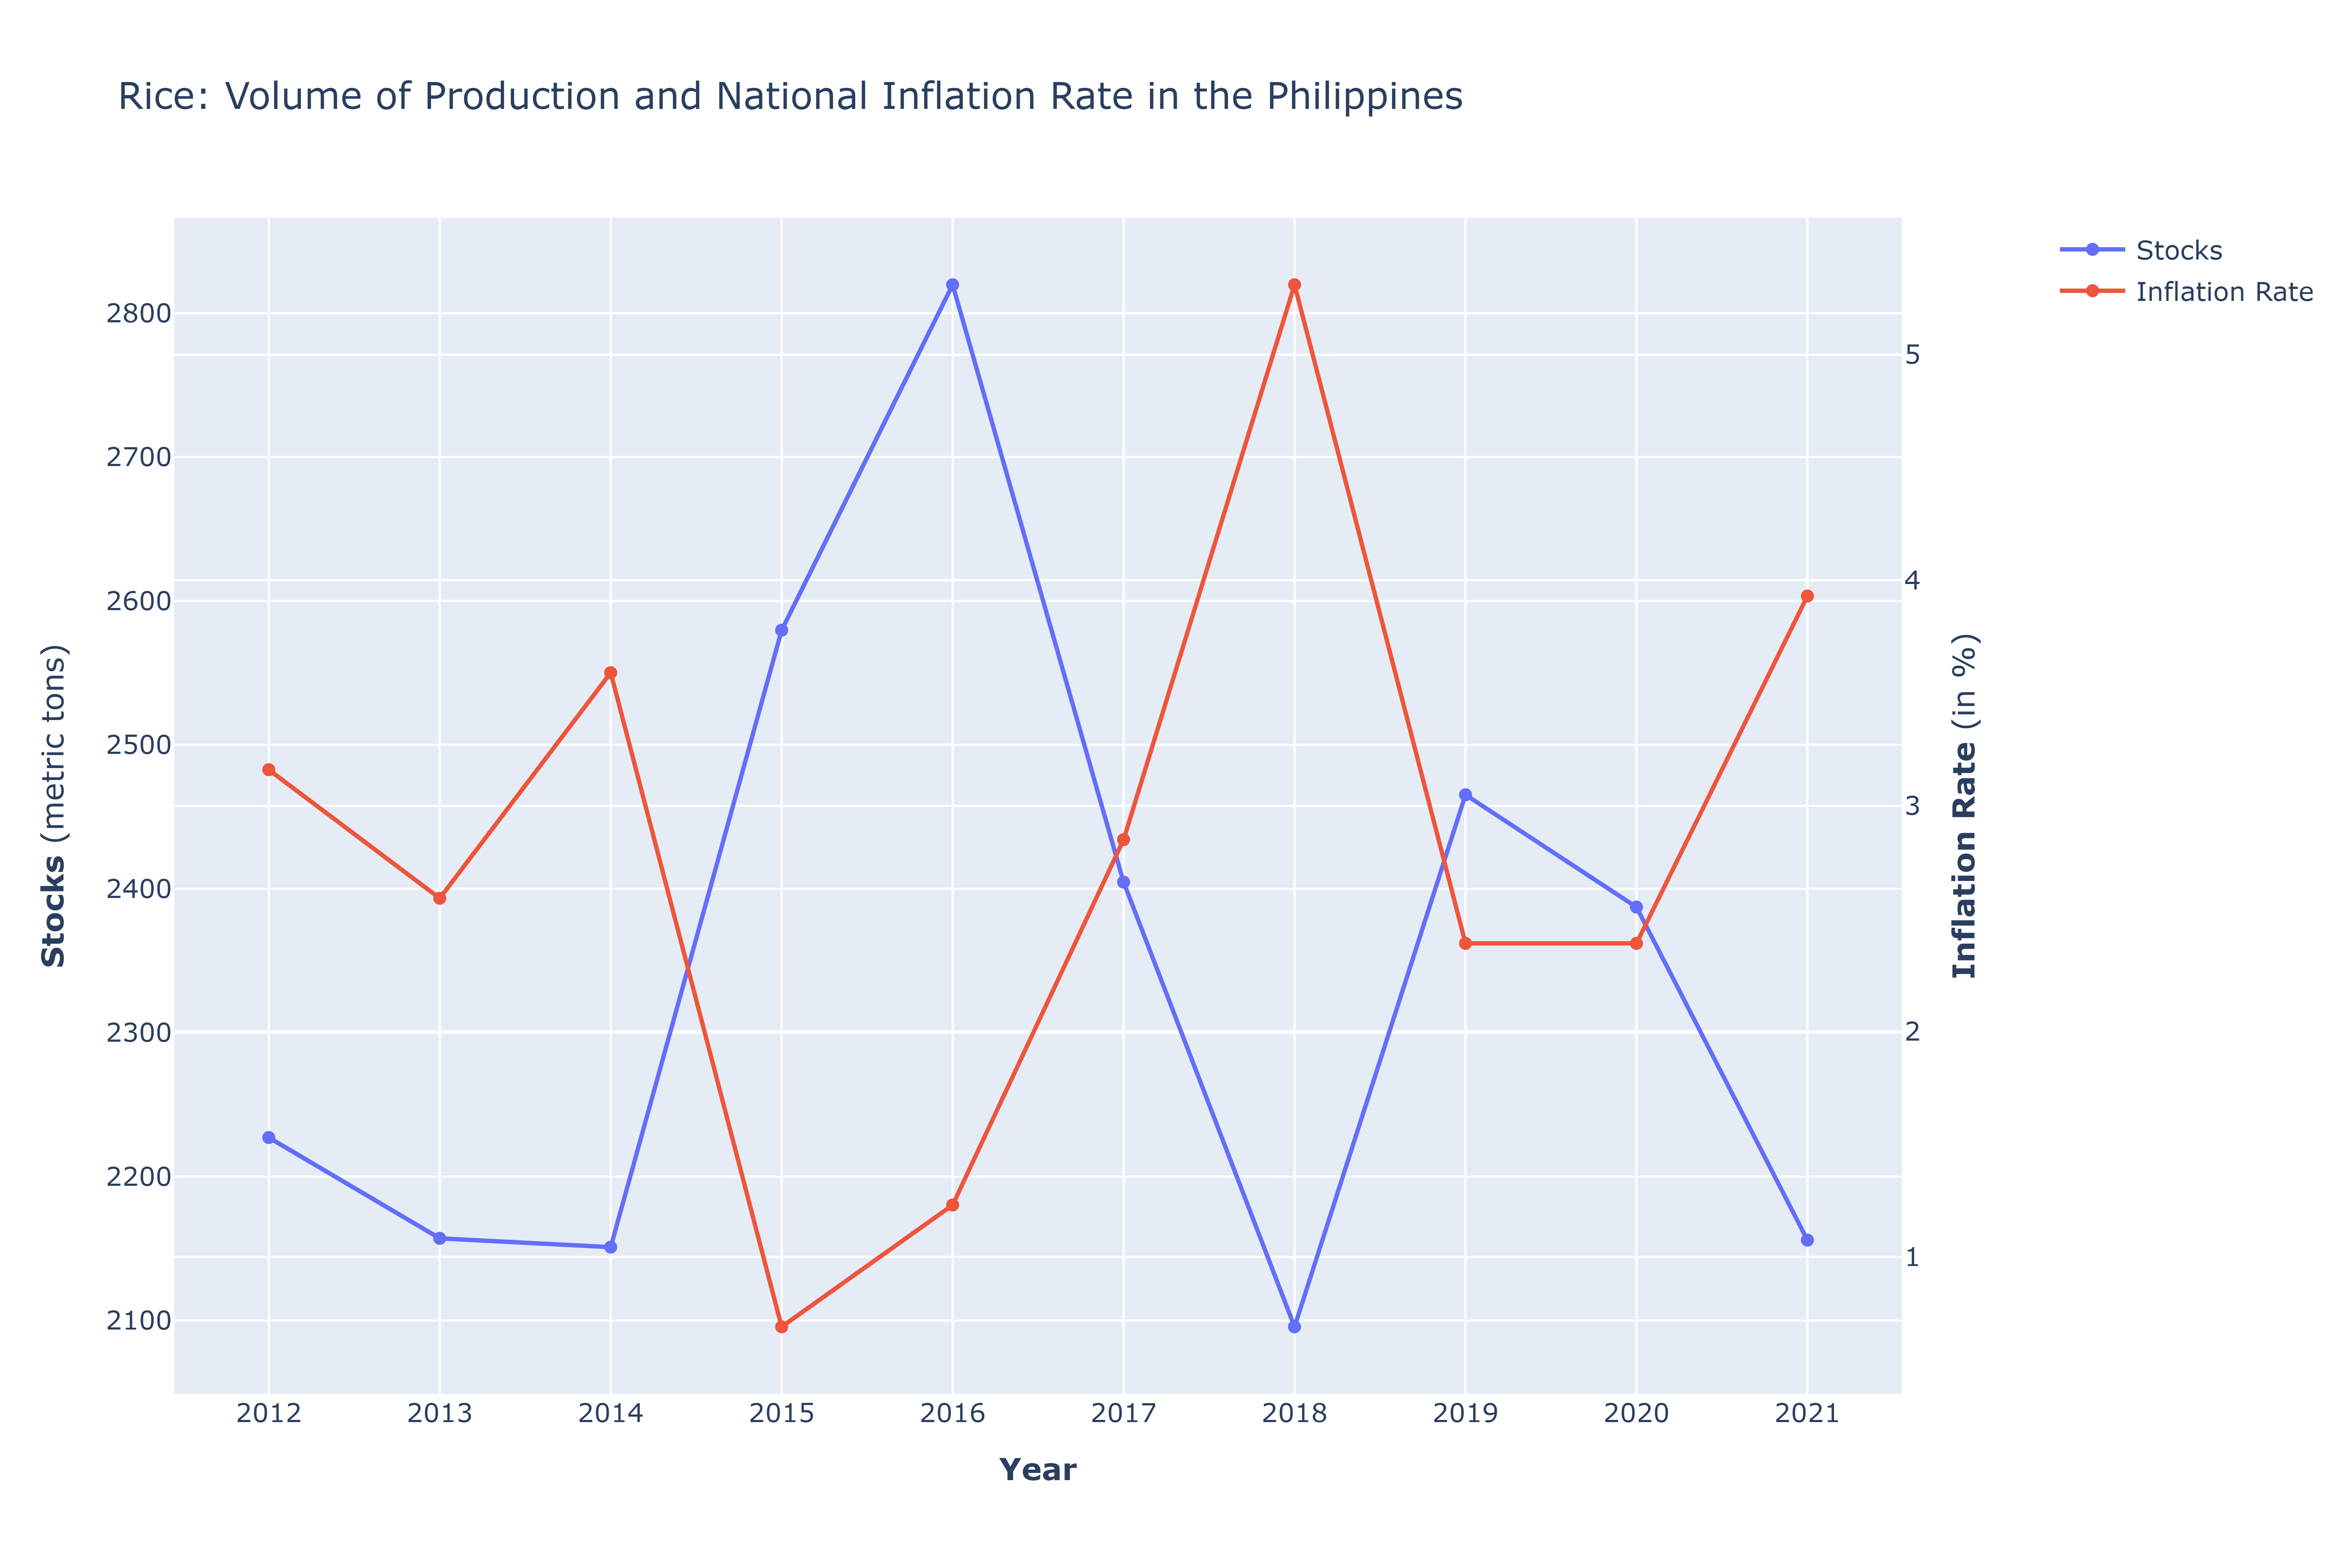 Rice: Volume of Production and National Inflation Rate in the Philippines
Stocks
Inflation Rate
2800
2700
2600
2500
2400
2300
2200
2100
Stocks (metric tons)
5
4
3
2
1
Inflation Rate (in %)
2012 2013 2014 2015 2016 2017 2018 2019 2020 2021
Year